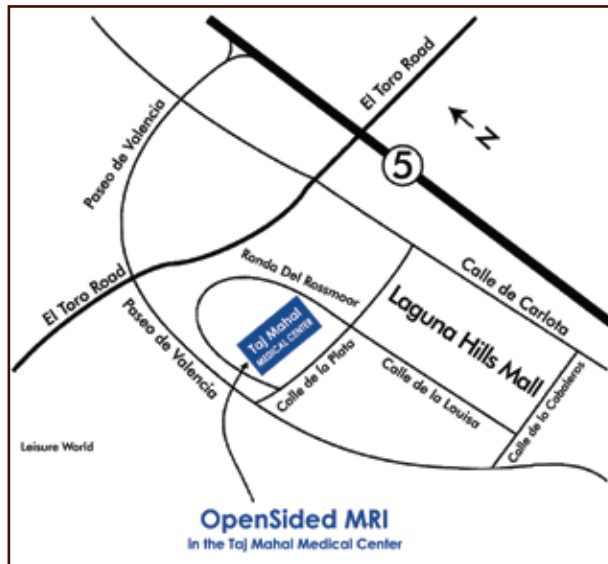 El Toro Road
Paseo de Valencia
N
5
El Toro Road
Ronda Del Rossmoor
Calle de Carlota
Paseo de Valencia
Taj Mahal
MEDICAL CENTER
Laguna Hills Mall
Calle de la Plata
Calle de la Louisa
Calle de la Cabaleros
Leisure World
OpenSided MRI
in the Taj Mahal Medical Center